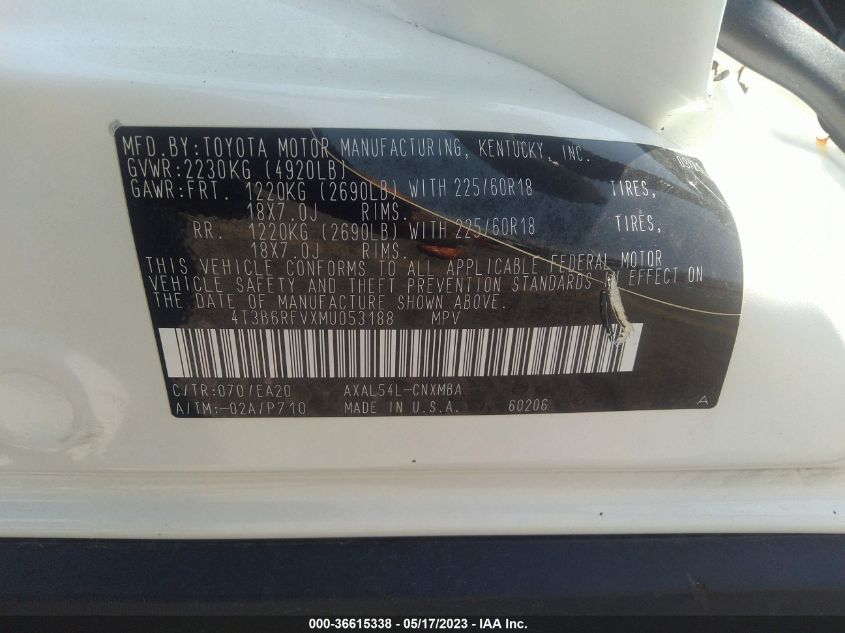 MFD.BY:TOYOTA MOTOR MANUFACTURING, KENTUCKY, INC.
GVWR:2230KG (4920LB)
GAWR:FRT. 1220KG (2690LB) WITH 225/60R18 TIRES,
18X7.0J RIMS.
RR. 1220KG (2690LB) WITH 225/60R18 TIRES,
18X7.0J RIMS.
THIS VEHICLE CONFORMS TO ALL APPLICABLE FEDERAL MOTOR
VEHICLE SAFETY AND THEFT PREVENTION STANDARDS EFFECT ON
THE DATE OF MANUFACTURE SHOWN ABOVE.
4T3B6RFVXMU053188 MPV
C/TR:070/EA20 AXAL54L-CNXMBA
A/TM:-02A/P710 MADE IN U.S.A. 60206
A
000-36615338 - 05/17/2023 - IAA Inc.